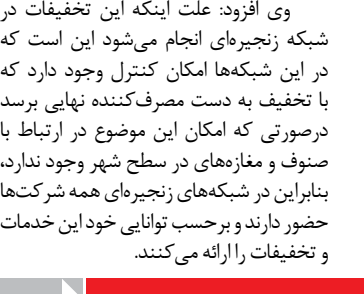 وی افزود: علت اینکه این تخفیفات در
شبکه زنجیره‌ای انجام می‌شود این است که
در این شبکه‌ها امکان کنترل وجود دارد که
با تخفیف به دست مصرف‌کننده نهایی برسد
درصورتی که امکان این موضوع در ارتباط با
صنوف و مغازه‌های در سطح شهر وجود ندارد،
بنابراین در شبکه‌های زنجیره‌ای همه شرکت‌ها
حضور دارند و برحسب توانایی خود این خدمات
و تخفیفات را ارائه می‌کنند.